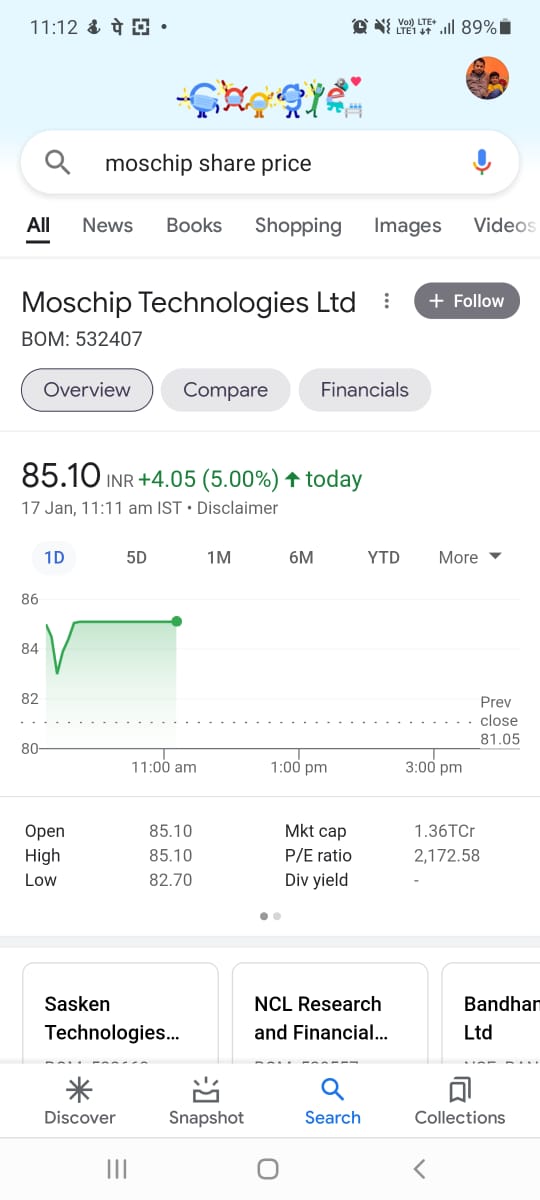 11:12 पे • Vo) LTE+ LTE1 89%
Google
moschip share price
All News Books Shopping Images Videos
Moschip Technologies Ltd + Follow
BOM: 532407
Overview Compare Financials
85.10 INR +4.05 (5.00%) ↑ today
17 Jan, 11:11 am IST • Disclaimer
1D 5D 1M 6M YTD More
86
84
82
Prev
close
81.05
80
11:00 am 1:00 pm 3:00 pm
Open 85.10 Mkt cap 1.36TCr
High 85.10 P/E ratio 2,172.58
Low 82.70 Div yield -
Sasken NCL Research Bandhan
Technologies... and Financial... Ltd
Discover Snapshot Search Collections